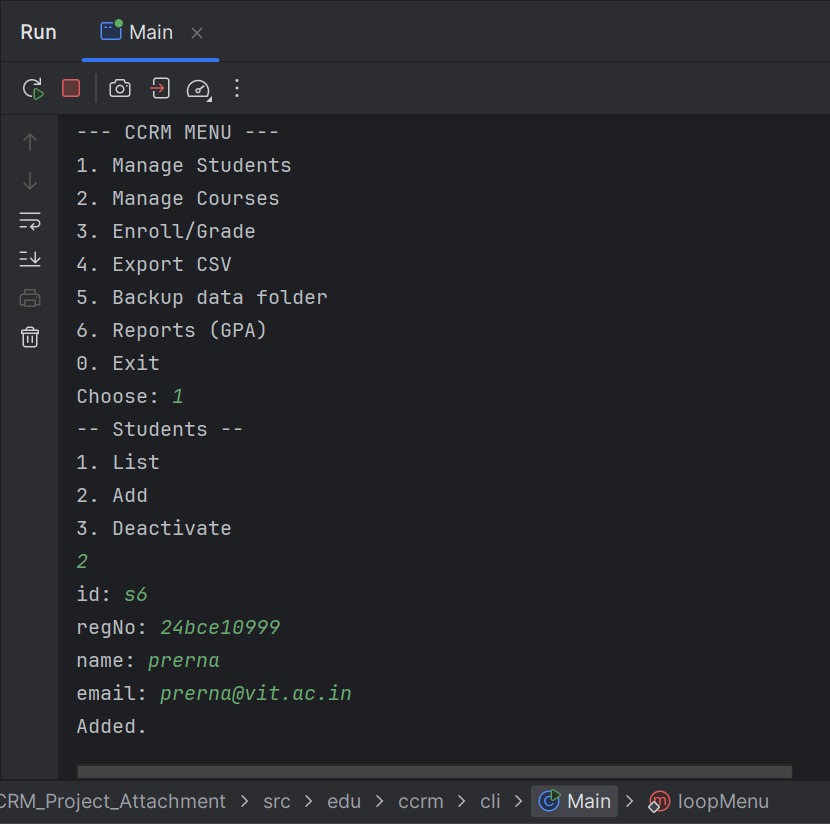 Run Main
--- CCRM MENU ---
1. Manage Students
2. Manage Courses
3. Enroll/Grade
4. Export CSV
5. Backup data folder
6. Reports (GPA)
0. Exit
Choose: 1
-- Students --
1. List
2. Add
3. Deactivate
2
id: s6
regNo: 24bce10999
name: prerna
email: prerna@vit.ac.in
Added.
CRM_Project_Attachment > src > edu > ccrm > cli > Main > loopMenu